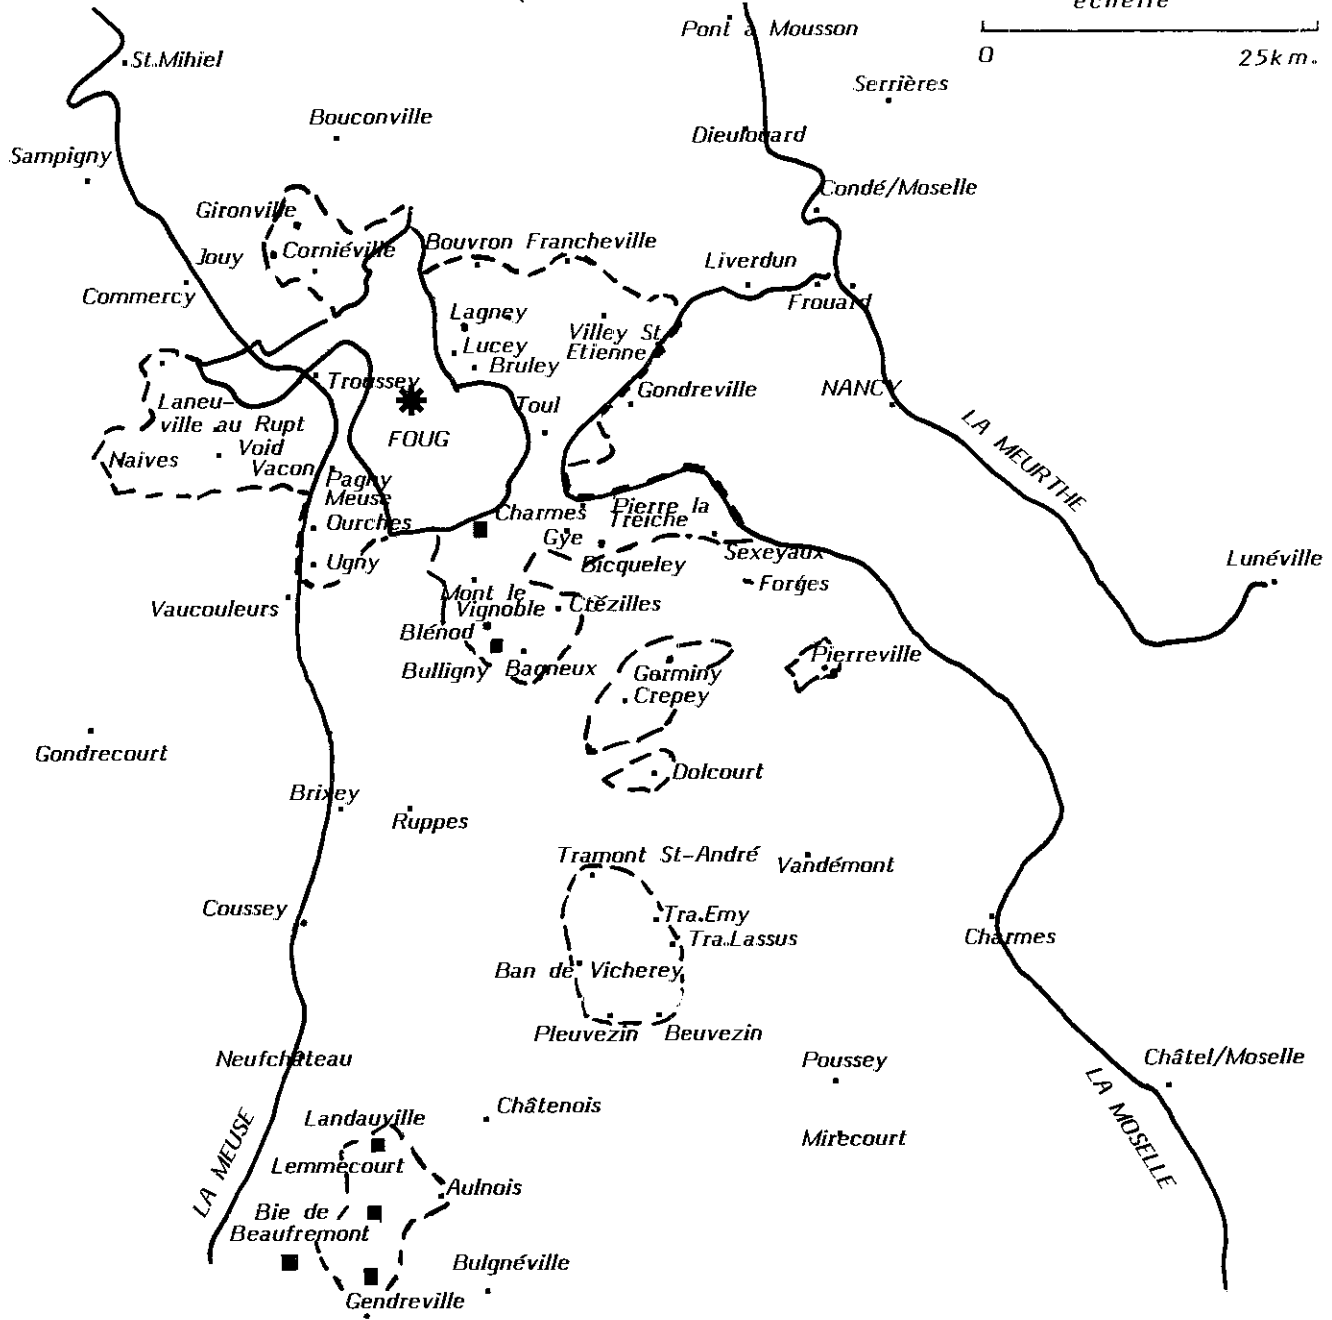 échelle
Pont à Mousson
0 25km.
St.Mihiel
Serrières
Bouconville
Dieulouard
Sampigny
Condé/Moselle
Gironville
Jouy
Corniéville
Bouvron Francheville
Liverdun
Commercy
Frouard
Lagney
Villey St
Etienne
Lucey
Bruley
Troussey
Gondreville
NANCY
Laneu-
ville au Rupt
Toul
FOUG
LA MEURTHE
Void
Naives
Vacon
Pagny
Meuse
Charmes
Pierre la
Treiche
Ourches
Gye
Sexeyaux
Forges
Bicqueley
Ugny
Lunéville
Vaucouleurs
Mont le
Vignoble
Ctézilles
Blénod
Bulligny
Bagneux
Germiny
Crepey
Pierreville
Gondrecourt
Dolcourt
Brixey
Ruppes
Tramont St-André
Vandémont
Coussey
Tra.Emy
Tra.Lassus
Charmes
Ban de Vicherey
Pleuvezin
Beuvezin
Neufchâteau
Poussey
Châtel/Moselle
LA MEUSE
Landauville
Châtenois
Mirecourt
LA MOSELLE
Lemmecourt
Aulnois
Bie de
Beaufremont
Bulgnéville
Gendreville